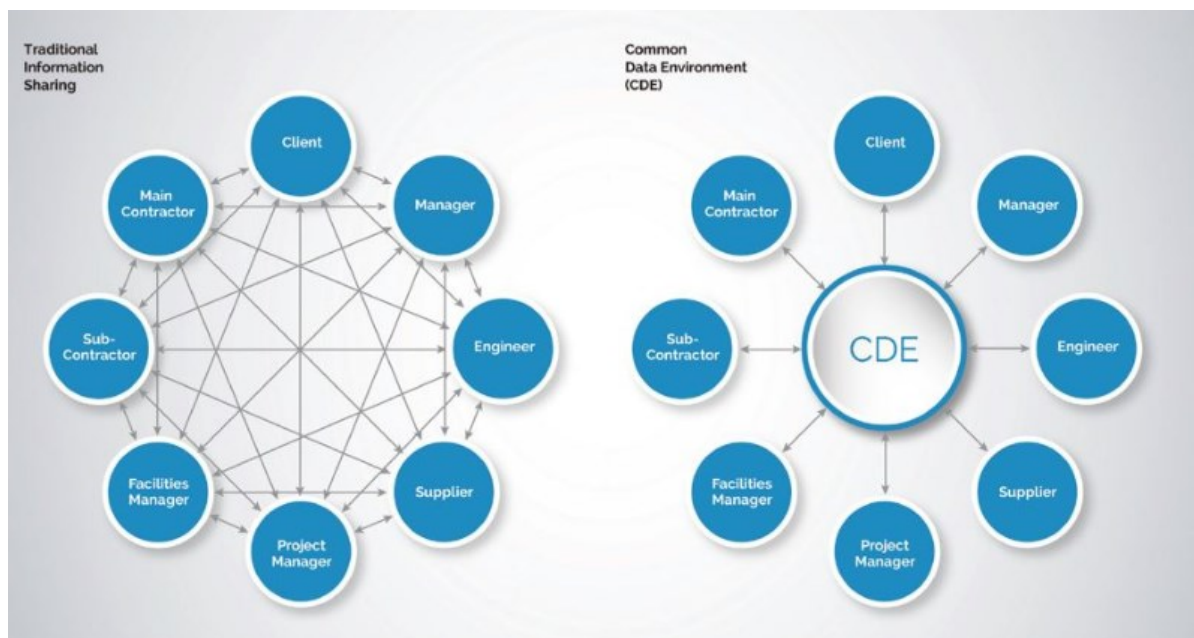 Traditional
Information
Sharing
Client
Main
Contractor
Manager
Sub-
Contractor
Engineer
Facilities
Manager
Supplier
Project
Manager
Common
Data Environment
(CDE)
Client
Main
Contractor
Manager
Sub-
Contractor
CDE
Engineer
Facilities
Manager
Supplier
Project
Manager